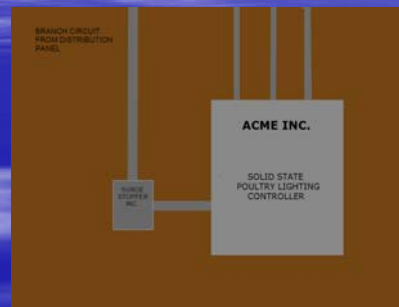 BRANCH CIRCUIT
FROM DISTRIBUTION
PANEL
ACME INC.
SOLID STATE
POULTRY LIGHTING
CONTROLLER
SURGE
STOPPER
INC.